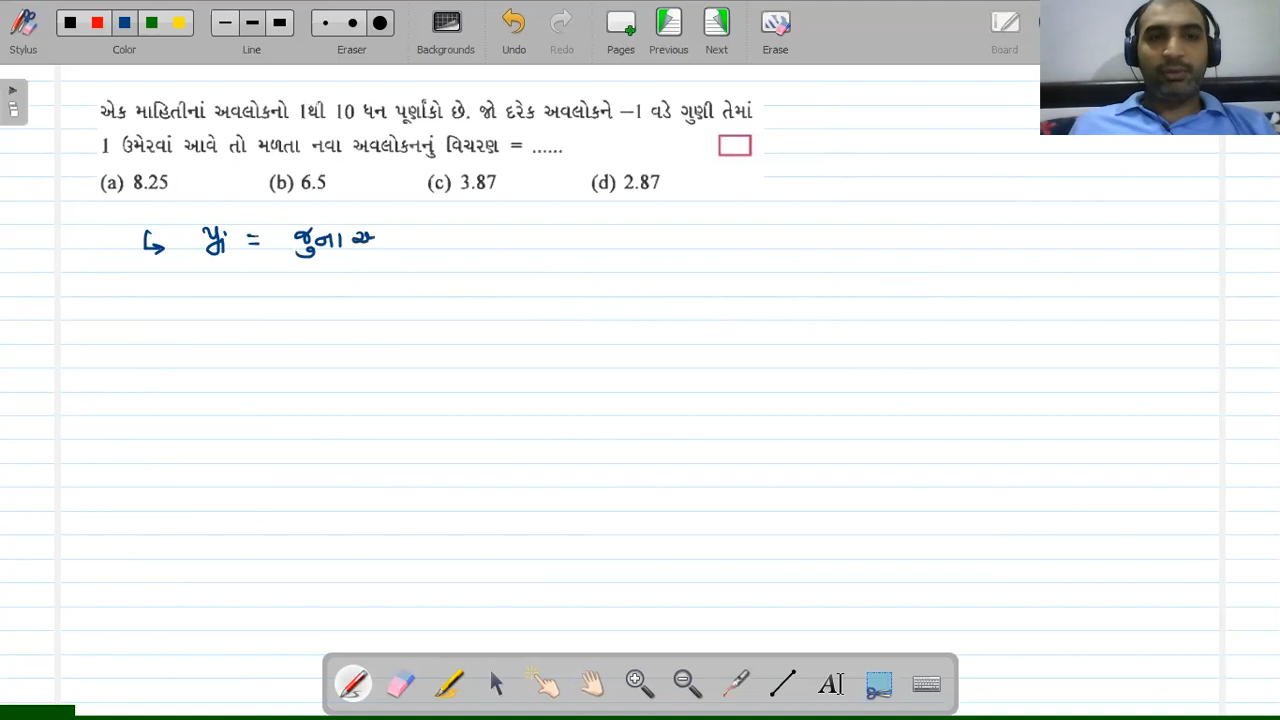 Stylus
Color
Line
Eraser
Backgrounds
Undo
Redo
Pages
Previous
Next
Erase
Board
એક માહિતીનાં અવલોકનો 1થી 10 ધન પૂર્ણાંકો છે. જો દરેક અવલોકને –1 વડે ગુણી તેમાં
1 ઉમેરવાં આવે તો મળતા નવા અવલોકનનું વિચરણ = ......
(a) 8.25 (b) 6.5 (c) 3.87 (d) 2.87
↳ yi = જુના અ